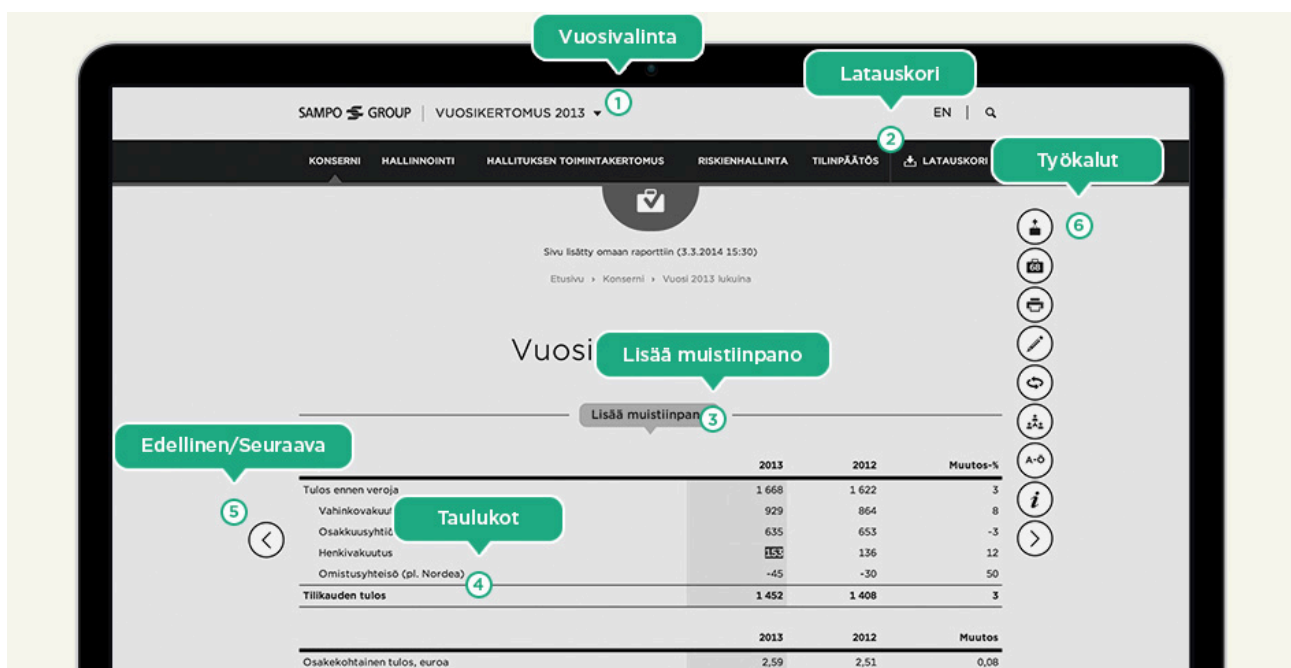 Vuosivalinta
Latauskori
SAMPO GROUP | VUOSIKERTOMUS 2013
1
EN |
2
KONSERNI HALLINNOINTI HALLITUKSEN TOIMINTAKERTOMUS RISKIENHALLINTA TILINPÄÄTÖS LATAUSKORI
Työkalut
6
68
Sivu lisätty omaan raporttiin (3.3.2014 15:30)
Etusivu › Konserni › Vuosi 2013 lukuina
Vuosi
Lisää muistiinpano
Lisää muistiinpan
3
Edellinen/Seuraava
A-Ö
2013 2012 Muutos-%
i
Tulos ennen veroja 1 668 1 622 3
5
Vahinkovakuu 929 864 8
Taulukot
Osakkuusyhtiö 635 653 -3
Henkivakuutus 153 136 12
Omistusyhteisö (pl. Nordea) -45 -30 50
4
Tilikauden tulos 1 452 1 408 3
2013 2012 Muutos
Osakekohtainen tulos, euroa 2,59 2,51 0,08